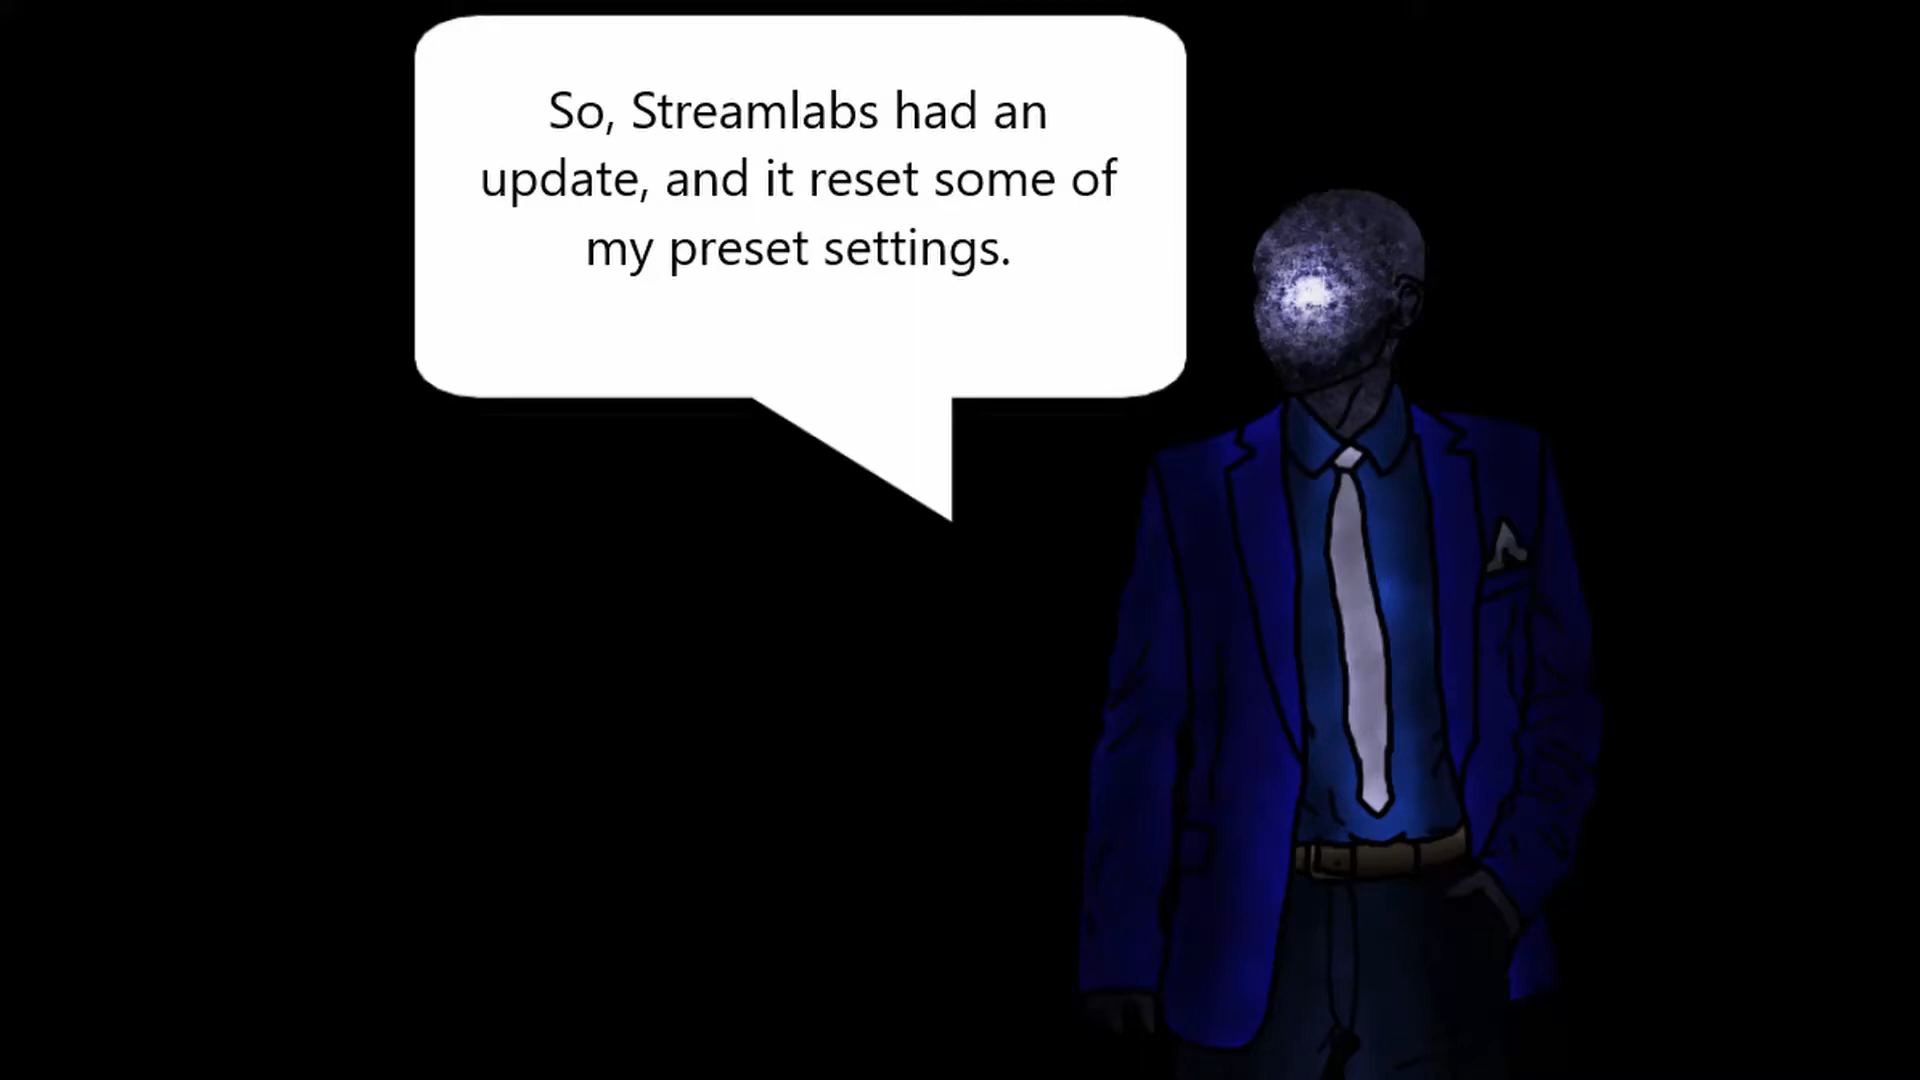 So, Streamlabs had an
update, and it reset some of
my preset settings.